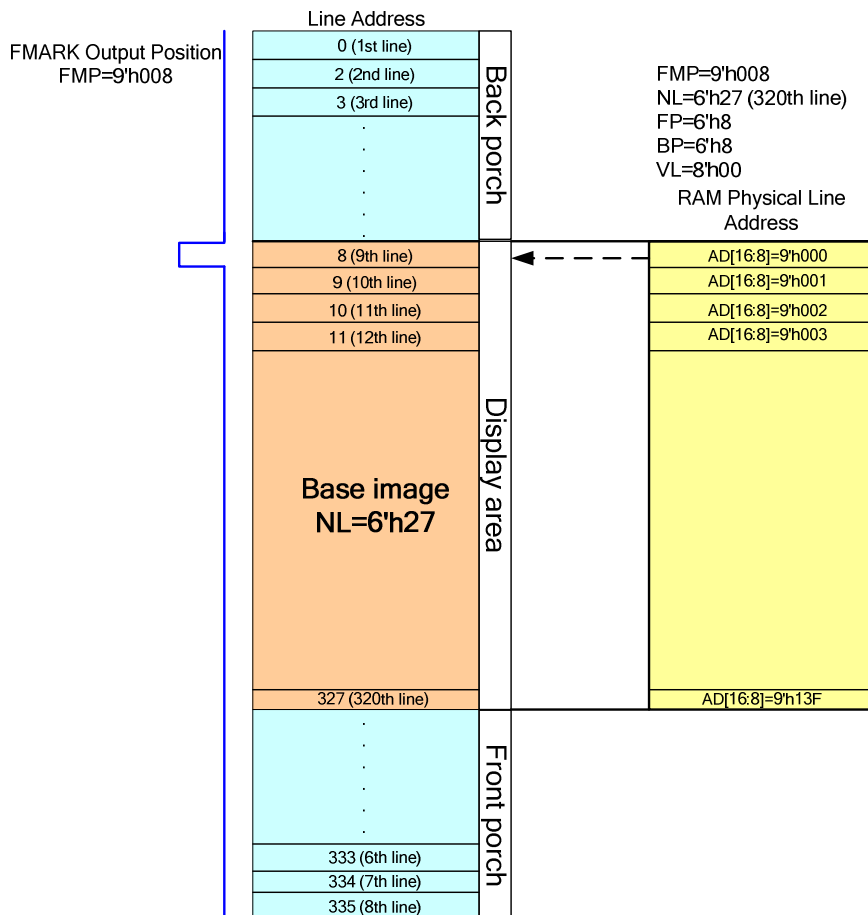 Line Address
FMARK Output Position
FMP=9'h008
0 (1st line)
2 (2nd line)
3 (3rd line)
Back porch
FMP=9'h008
NL=6'h27 (320th line)
FP=6'h8
BP=6'h8
VL=8'h00
RAM Physical Line
Address
8 (9th line)
9 (10th line)
10 (11th line)
11 (12th line)
Base image
NL=6'h27
327 (320th line)
Display area
AD[16:8]=9'h000
AD[16:8]=9'h001
AD[16:8]=9'h002
AD[16:8]=9'h003
AD[16:8]=9'h13F
Front porch
333 (6th line)
334 (7th line)
335 (8th line)